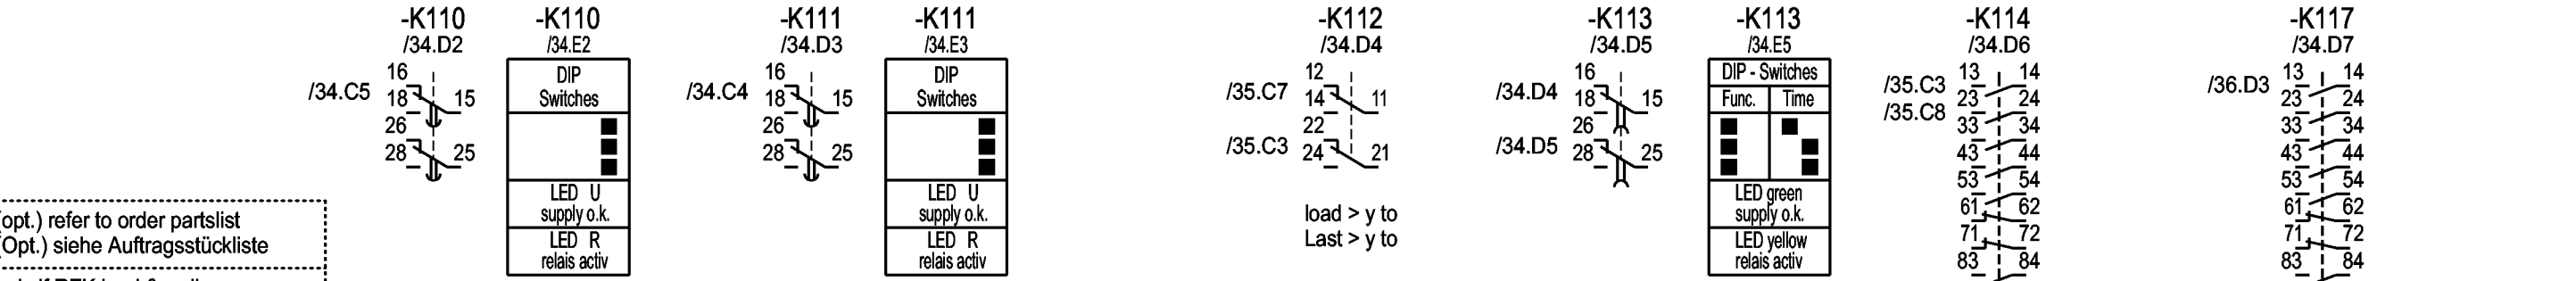 -K110 -K110 -K111 -K111 -K112 -K113 -K113 -K114 -K117
/34.D2 /34.E2 /34.D3 /34.E3 /34.D4 /34.D5 /34.E5 /34.D6 /34.D7
16 DIP 16 DIP 12 16 DIP - Switches 13 14 13 14
/34.C5 18 15 Switches /34.C4 18 15 Switches /35.C7 14 11 /34.D4 18 15 Func. Time /35.C3 23 24 /36.D3 23 24
26 26 22 26 /35.C8 33 34 33 34
28 25 28 25 /35.C3 24 21 /34.D5 28 25 43 44 43 44
53 54 53 54
LED U LED U LED green
supply o.k. supply o.k. supply o.k.
61 62 61 62
(opt.) refer to order partslist load > y to
(Opt.) siehe Auftragsstückliste Last > y to
LED R LED R LED yellow 71 72 71 72
relais activ relais activ relais activ 83 84 83 84